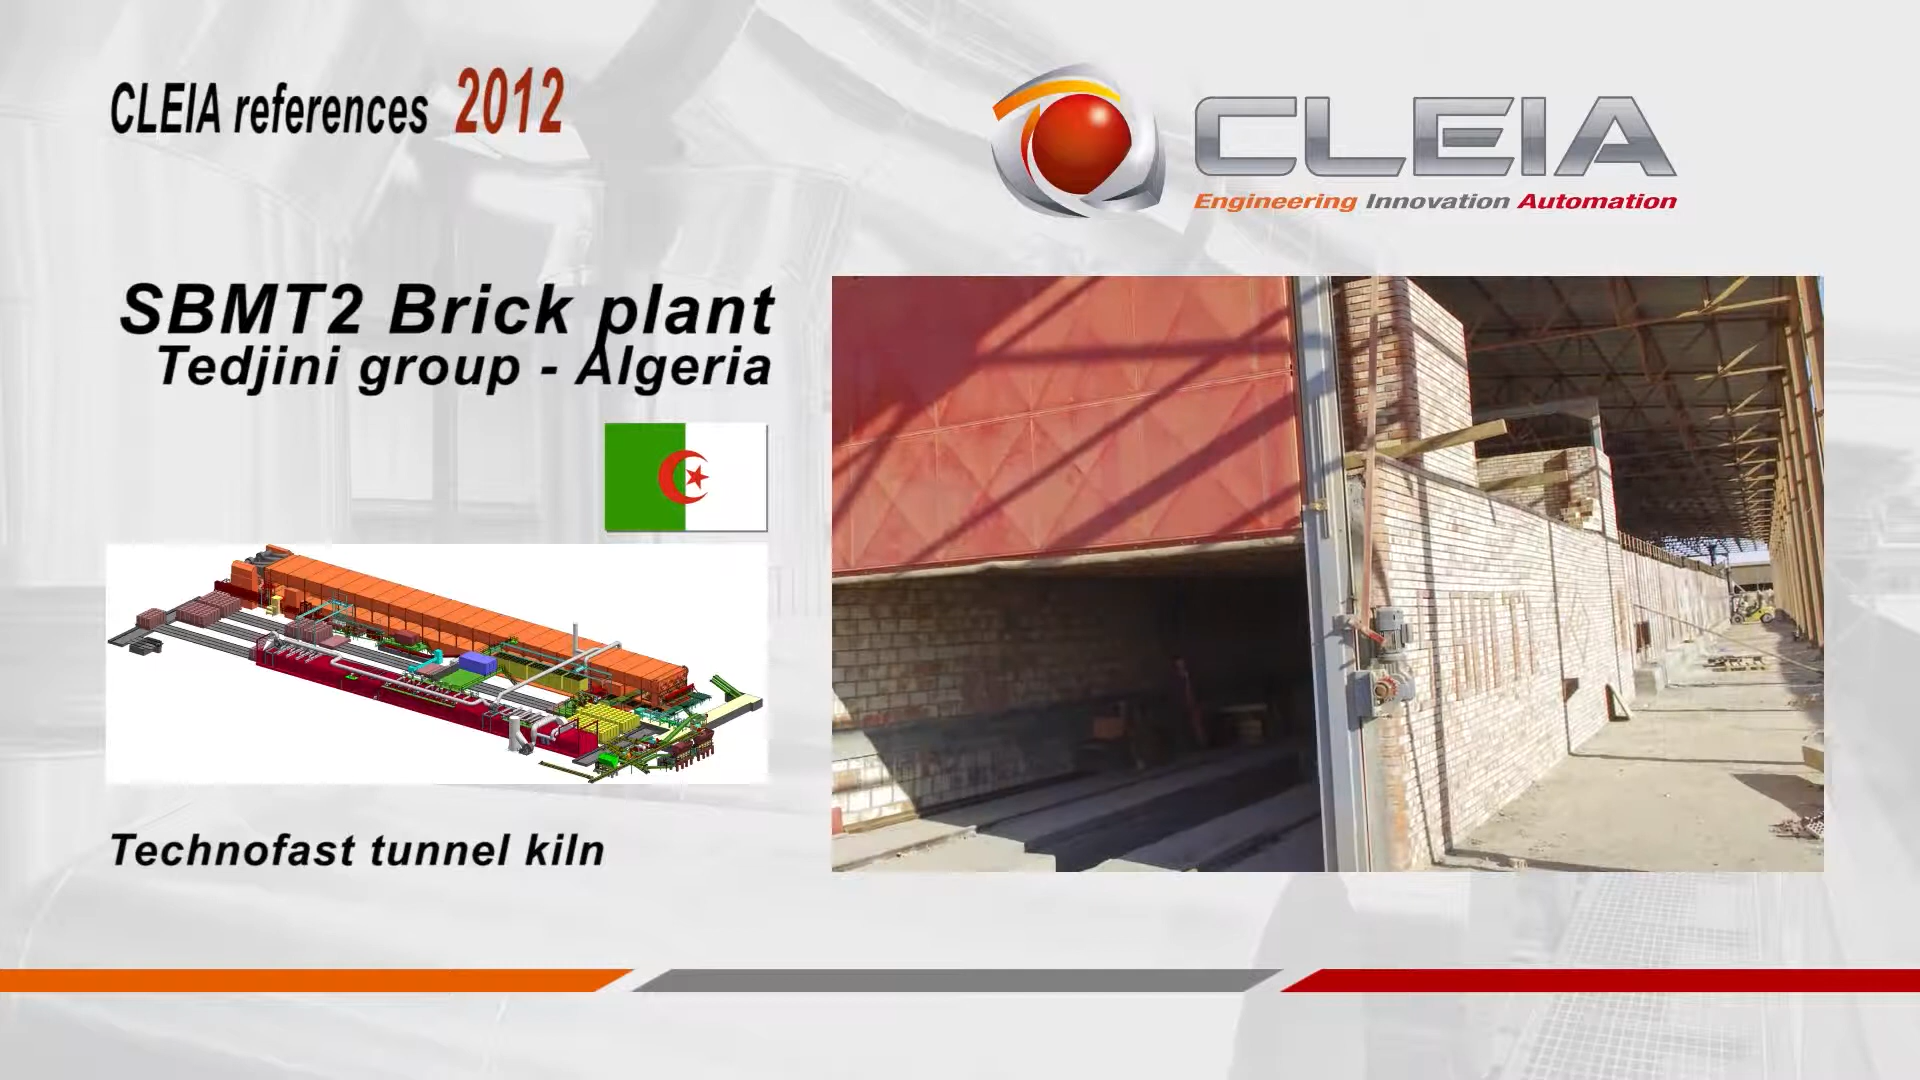 CLEIA references 2012
CLEIA
Engineering Innovation Automation
SBMT2 Brick plant
Tedjini group - Algeria
Technofast tunnel kiln